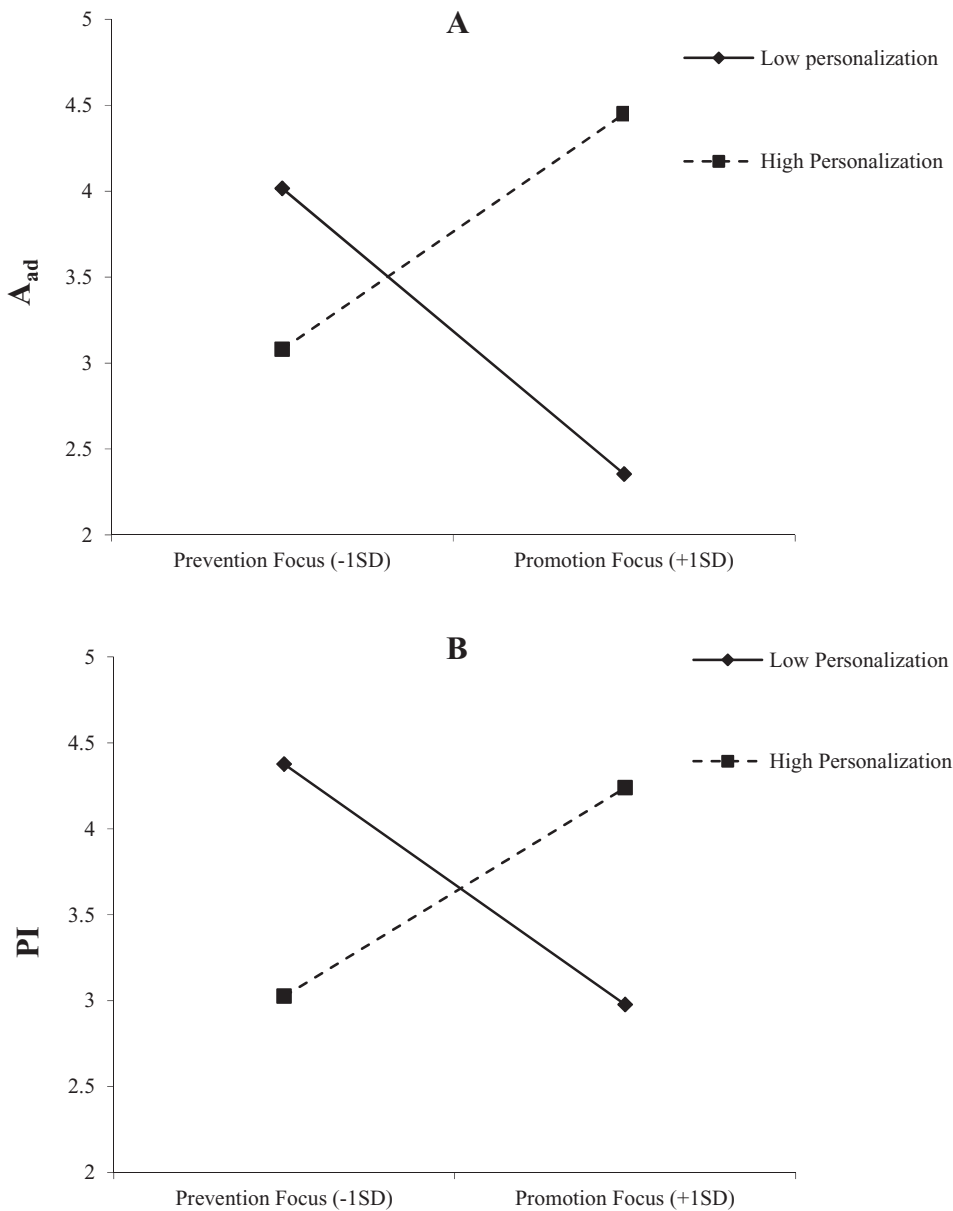 A
5
4.5
4
3.5
3
2.5
2
Aad
Low personalization
High Personalization
Prevention Focus (-1SD)
Promotion Focus (+1SD)
B
5
4.5
4
3.5
3
2.5
2
PI
Low Personalization
High Personalization
Prevention Focus (-1SD)
Promotion Focus (+1SD)